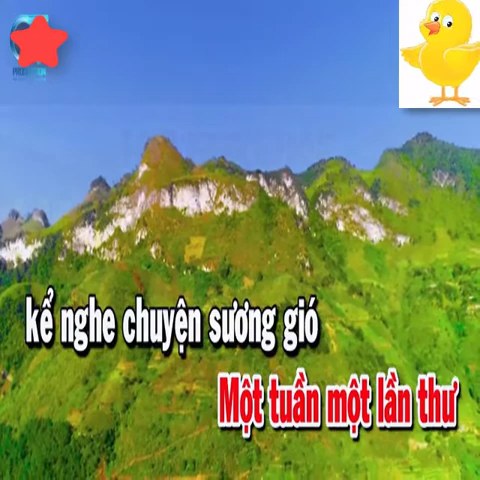 kể nghe chuyện sương gió
Một tuần một lần thư